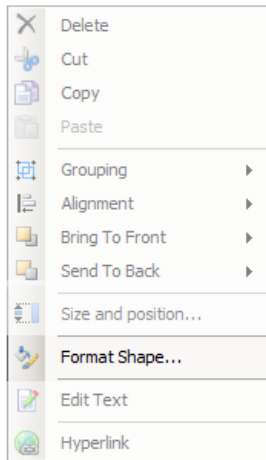 Delete
Cut
Copy
Paste
Grouping
Alignment
Bring To Front
Send To Back
Size and position...
Format Shape...
Edit Text
Hyperlink